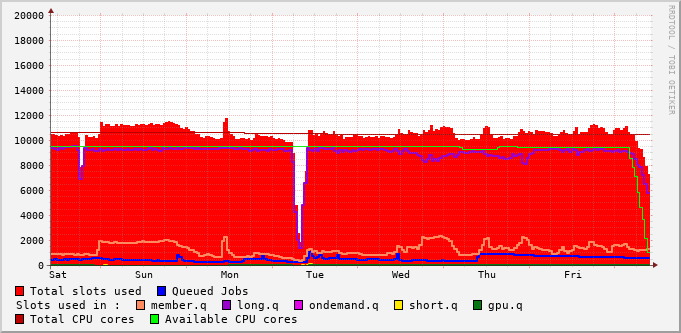 RRDTOOL / TOBI OETIKER
20000
18000
16000
14000
12000
10000
8000
6000
4000
2000
0
Sat Sun Mon Tue Wed Thu Fri
Total slots used Queued Jobs
Slots used in : member.q long.q ondemand.q short.q gpu.q
Total CPU cores Available CPU cores